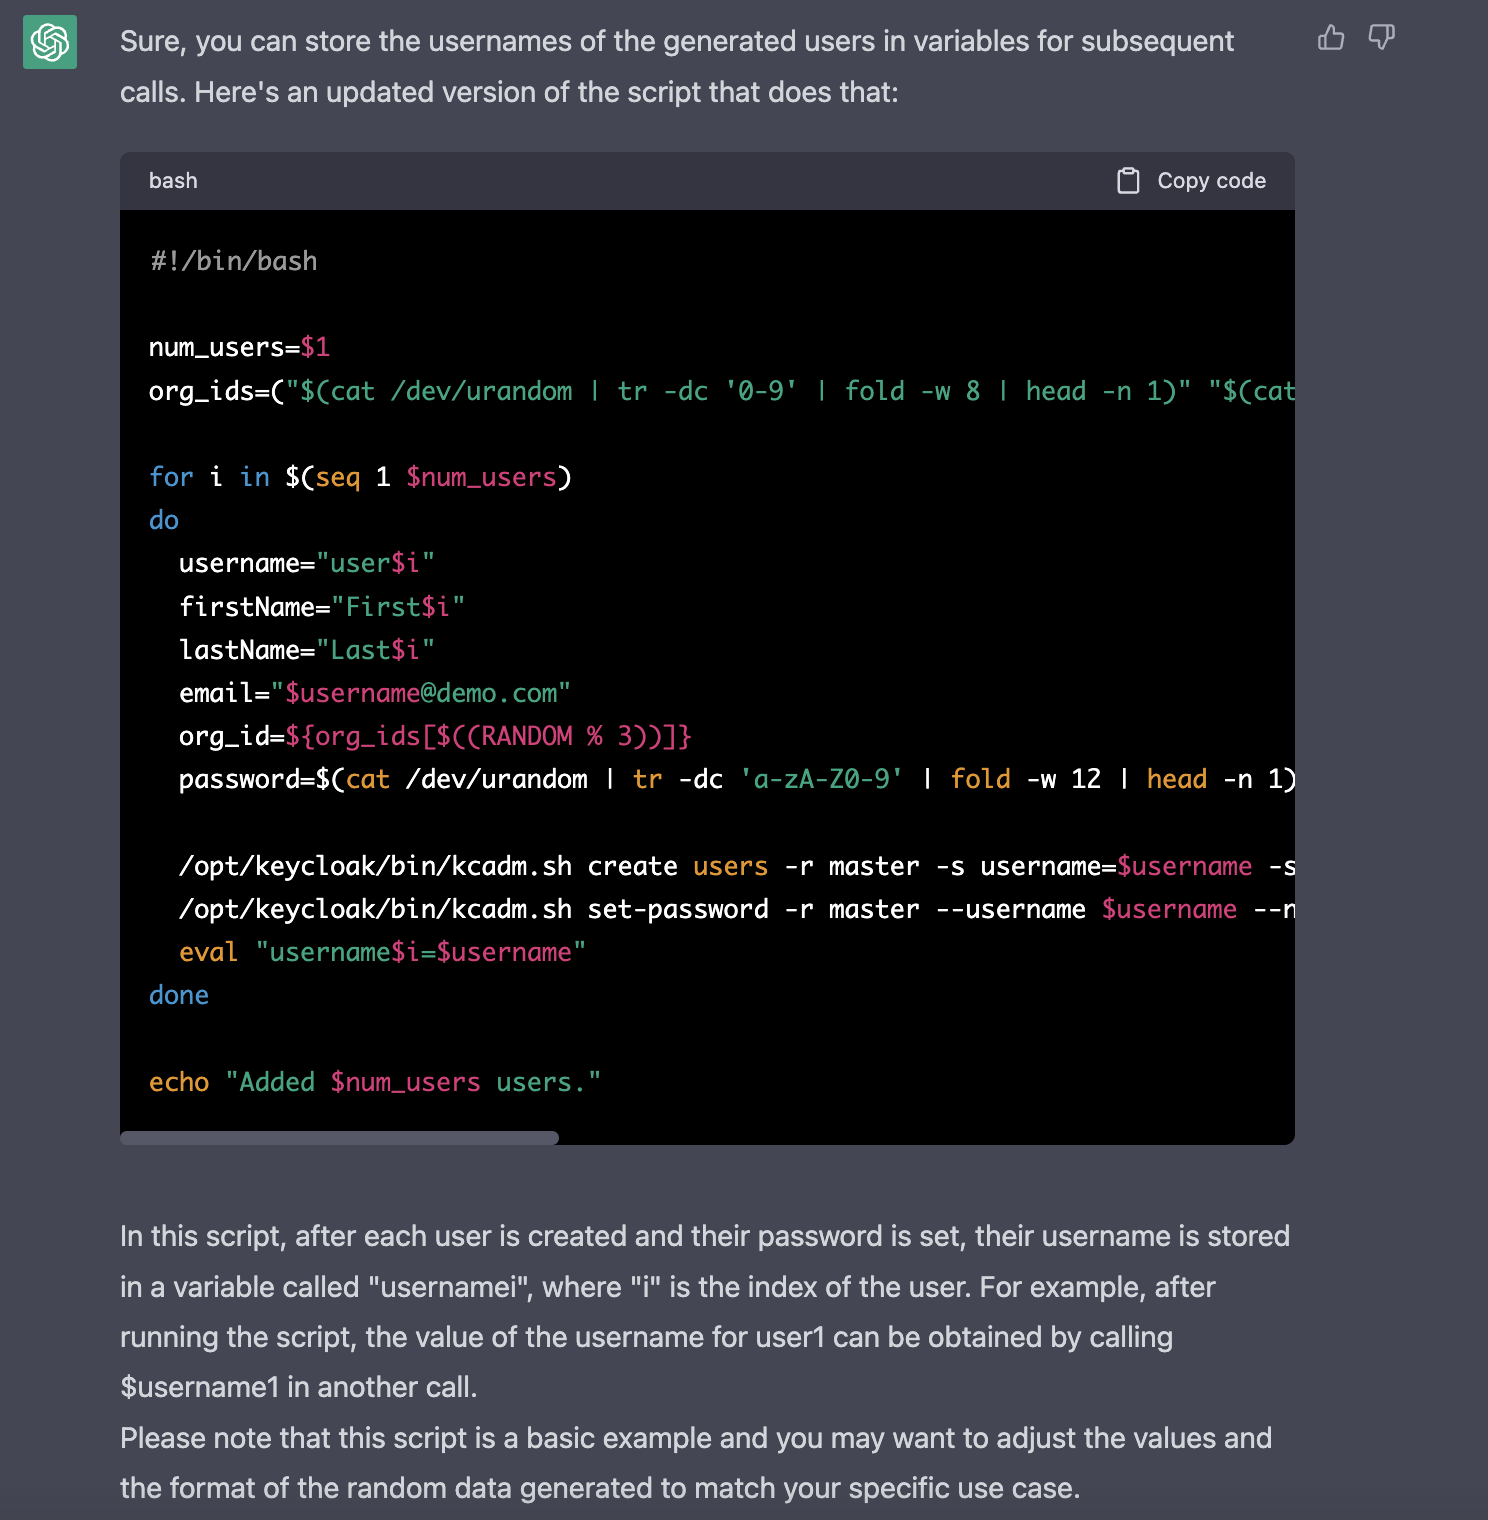 Sure, you can store the usernames of the generated users in variables for subsequent
calls. Here's an updated version of the script that does that:
bash
Copy code
#!/bin/bash
num_users=$1
org_ids=("$(cat /dev/urandom | tr -dc '0-9' | fold -w 8 | head -n 1)" "$(cat
for i in $(seq 1 $num_users)
do
  username="user$i"
  firstName="First$i"
  lastName="Last$i"
  email="$username@demo.com"
  org_id=${org_ids[$((RANDOM % 3))]}
  password=$(cat /dev/urandom | tr -dc 'a-zA-Z0-9' | fold -w 12 | head -n 1)
  /opt/keycloak/bin/kcadm.sh create users -r master -s username=$username -s
  /opt/keycloak/bin/kcadm.sh set-password -r master --username $username --n
  eval "username$i=$username"
done
echo "Added $num_users users."
In this script, after each user is created and their password is set, their username is stored
in a variable called "usernamei", where "i" is the index of the user. For example, after
running the script, the value of the username for user1 can be obtained by calling
$username1 in another call.
Please note that this script is a basic example and you may want to adjust the values and
the format of the random data generated to match your specific use case.